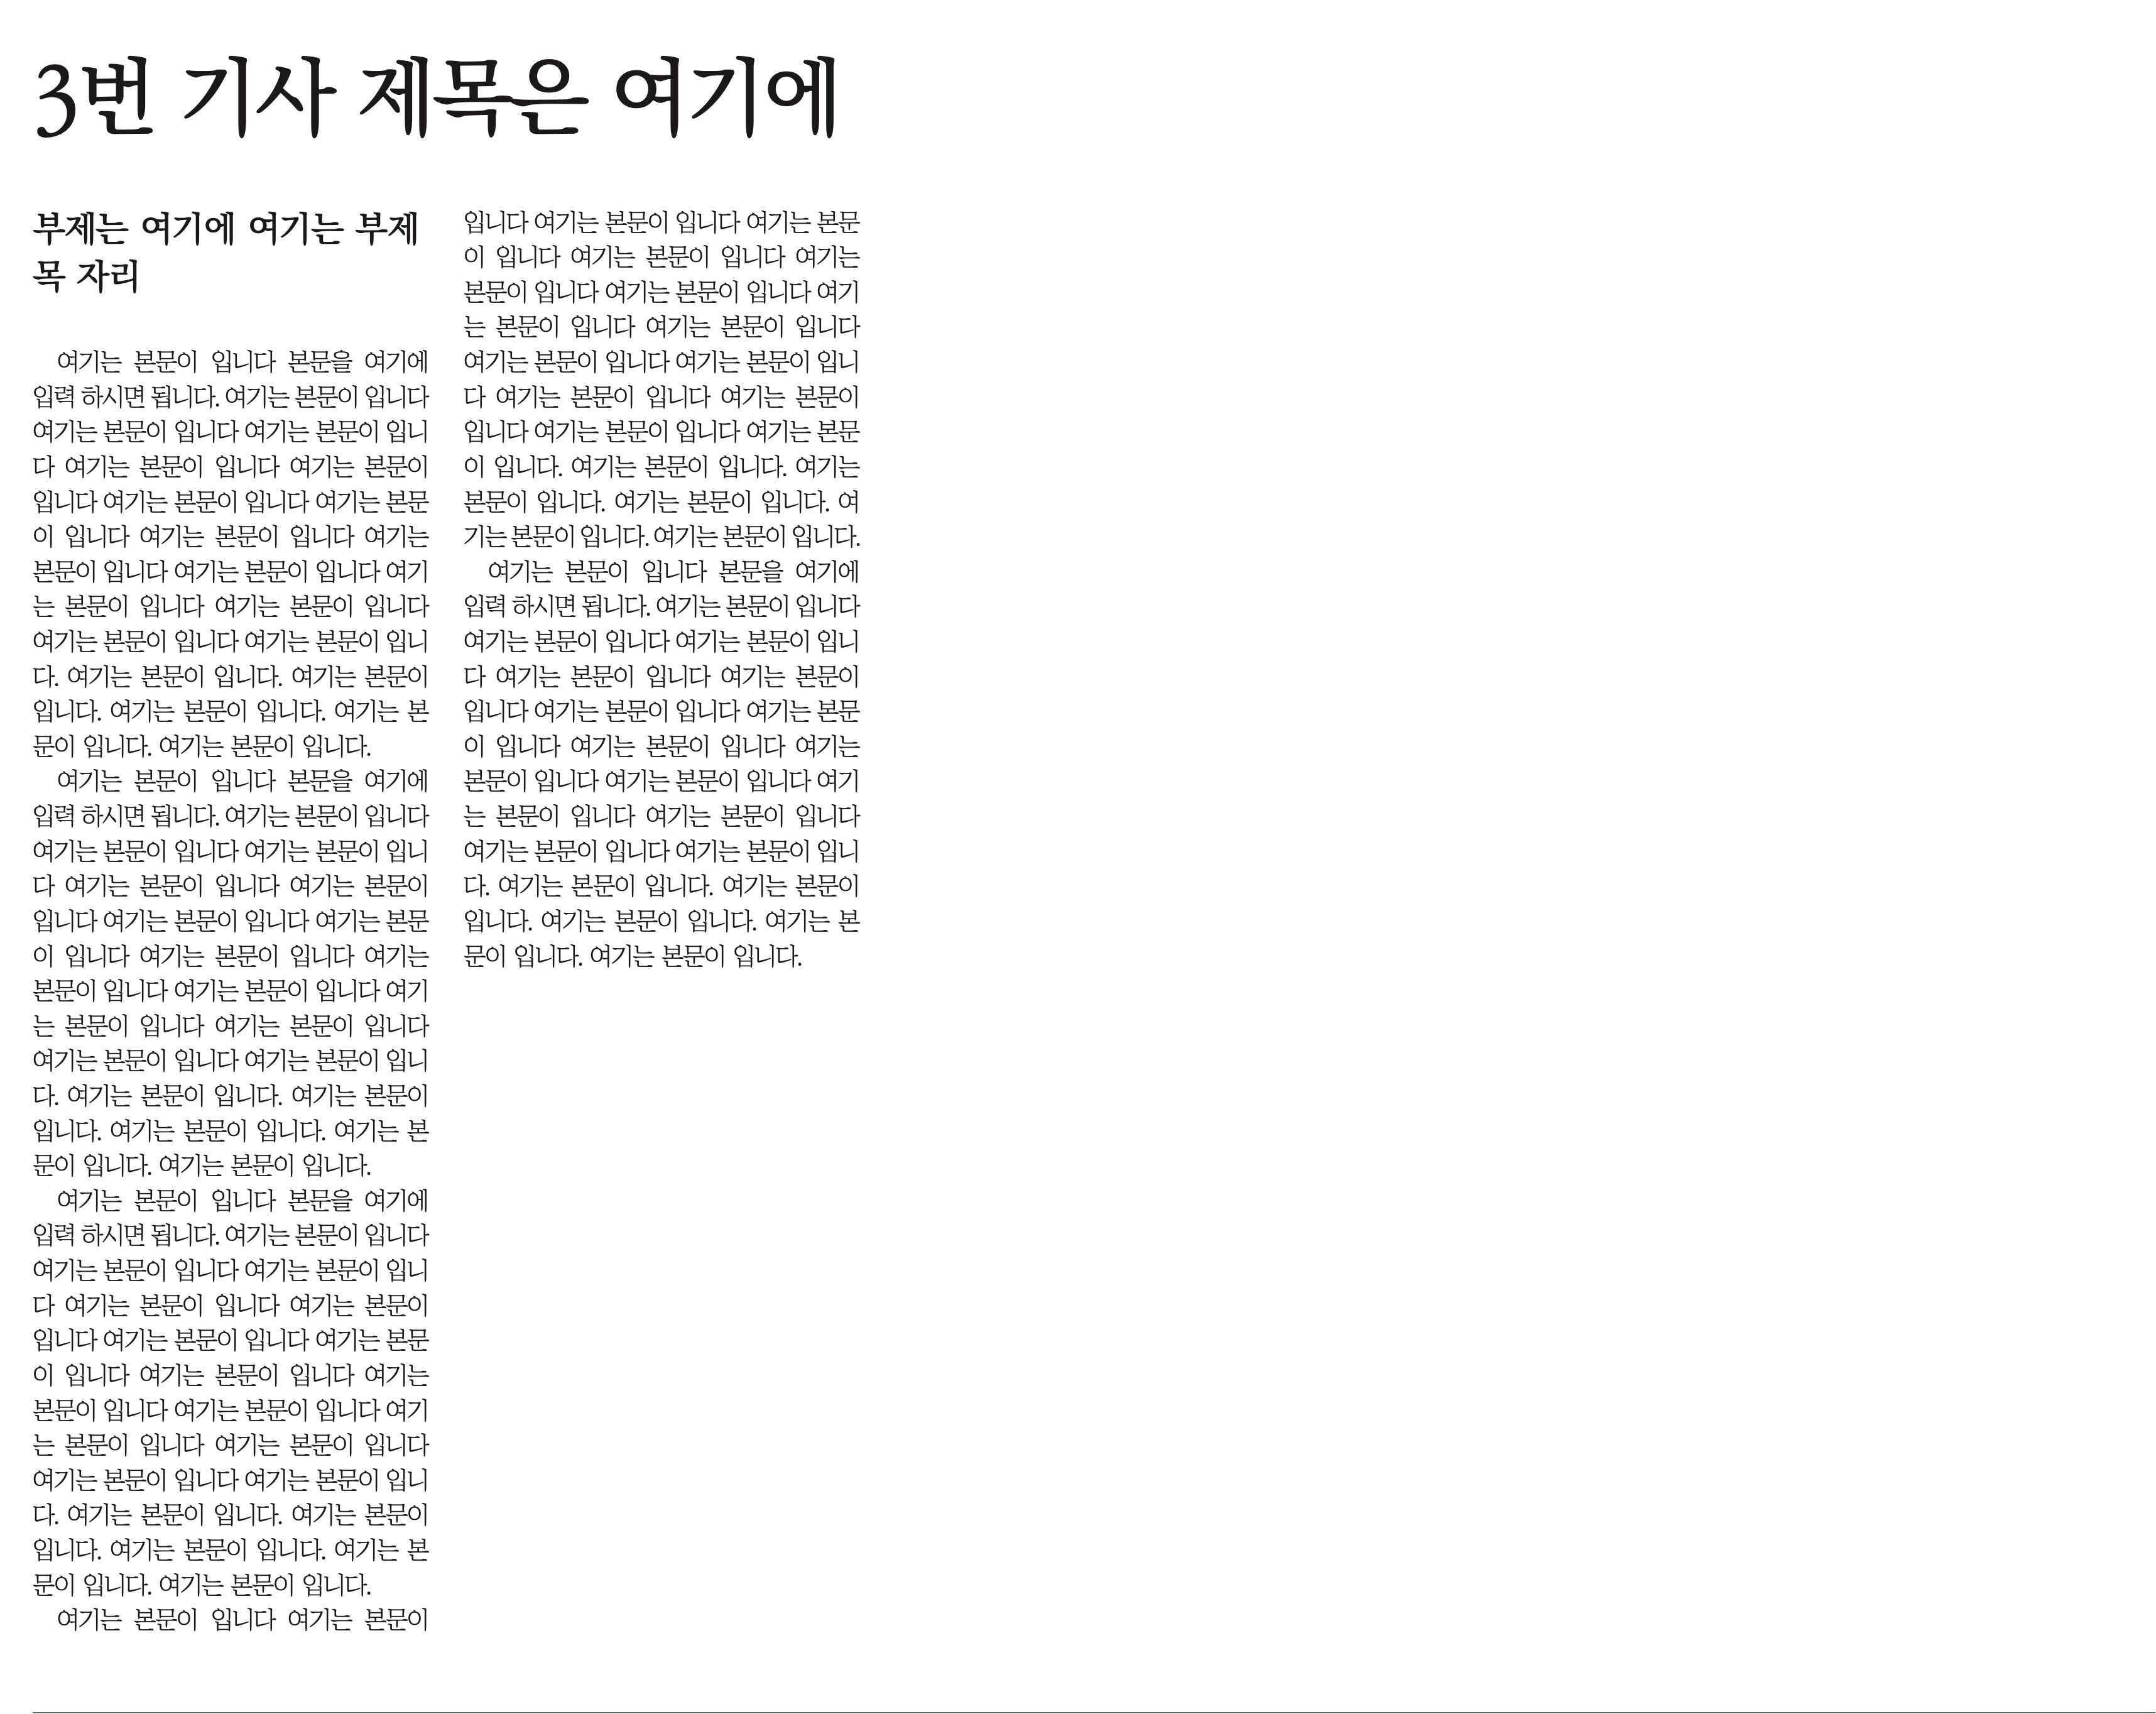 3번 기사 제목은 여기에
부제는 여기에 여기는 부제
목 자리
여기는 본문이 입니다 본문을 여기에
입력 하시면 됩니다. 여기는 본문이 입니다
여기는 본문이 입니다 여기는 본문이 입니
다 여기는 본문이 입니다 여기는 본문이
입니다 여기는 본문이 입니다 여기는 본문
이 입니다 여기는 본문이 입니다 여기는
본문이 입니다 여기는 본문이 입니다 여기
는 본문이 입니다 여기는 본문이 입니다
여기는 본문이 입니다 여기는 본문이 입니
다. 여기는 본문이 입니다. 여기는 본문이
입니다. 여기는 본문이 입니다. 여기는 본
문이 입니다. 여기는 본문이 입니다.
여기는 본문이 입니다 본문을 여기에
입력 하시면 됩니다. 여기는 본문이 입니다
여기는 본문이 입니다 여기는 본문이 입니
다 여기는 본문이 입니다 여기는 본문이
입니다 여기는 본문이 입니다 여기는 본문
이 입니다 여기는 본문이 입니다 여기는
본문이 입니다 여기는 본문이 입니다 여기
는 본문이 입니다 여기는 본문이 입니다
여기는 본문이 입니다 여기는 본문이 입니
다. 여기는 본문이 입니다. 여기는 본문이
입니다. 여기는 본문이 입니다. 여기는 본
문이 입니다. 여기는 본문이 입니다.
여기는 본문이 입니다 본문을 여기에
입력 하시면 됩니다. 여기는 본문이 입니다
여기는 본문이 입니다 여기는 본문이 입니
다 여기는 본문이 입니다 여기는 본문이
입니다 여기는 본문이 입니다 여기는 본문
이 입니다 여기는 본문이 입니다 여기는
본문이 입니다 여기는 본문이 입니다 여기
는 본문이 입니다 여기는 본문이 입니다
여기는 본문이 입니다 여기는 본문이 입니
다. 여기는 본문이 입니다. 여기는 본문이
입니다. 여기는 본문이 입니다. 여기는 본
문이 입니다. 여기는 본문이 입니다.
여기는 본문이 입니다 여기는 본문이
입니다 여기는 본문이 입니다 여기는 본문
이 입니다 여기는 본문이 입니다 여기는
본문이 입니다 여기는 본문이 입니다 여기
는 본문이 입니다 여기는 본문이 입니다
여기는 본문이 입니다 여기는 본문이 입니
다 여기는 본문이 입니다 여기는 본문이
입니다 여기는 본문이 입니다 여기는 본문
이 입니다. 여기는 본문이 입니다. 여기는
본문이 입니다. 여기는 본문이 입니다. 여
기는 본문이 입니다. 여기는 본문이 입니다.
여기는 본문이 입니다 본문을 여기에
입력 하시면 됩니다. 여기는 본문이 입니다
여기는 본문이 입니다 여기는 본문이 입니
다 여기는 본문이 입니다 여기는 본문이
입니다 여기는 본문이 입니다 여기는 본문
이 입니다 여기는 본문이 입니다 여기는
본문이 입니다 여기는 본문이 입니다 여기
는 본문이 입니다 여기는 본문이 입니다
여기는 본문이 입니다 여기는 본문이 입니
다. 여기는 본문이 입니다. 여기는 본문이
입니다. 여기는 본문이 입니다. 여기는 본
문이 입니다. 여기는 본문이 입니다.